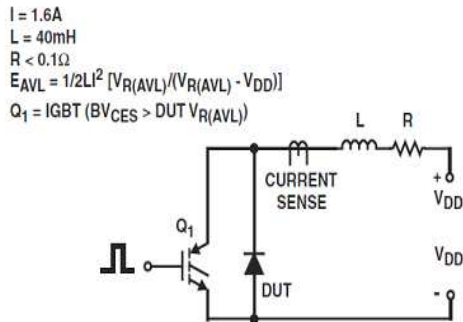 I = 1.6A
L = 40mH
R < 0.1Ω
E_AVL = 1/2LI² [V_R(AVL)/(V_R(AVL) - V_DD)]
Q₁ = IGBT (BV_CES > DUT V_R(AVL))
L R
CURRENT
SENSE
+
V_DD
Q₁
V_DD
DUT
-